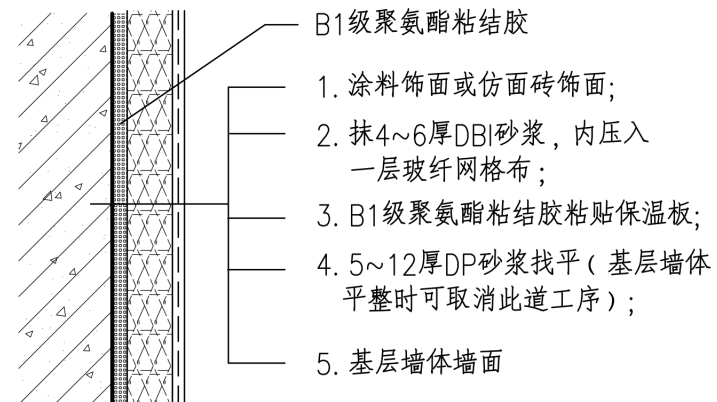 B1级聚氨酯粘结胶
1. 涂料饰面或仿面砖饰面;
2. 抹4~6厚DBI砂浆，内压入
一层玻纤网格布;
3. B1级聚氨酯粘结胶粘贴保温板;
4. 5~12厚DP砂浆找平（基层墙体
平整时可取消此道工序）;
5. 基层墙体墙面